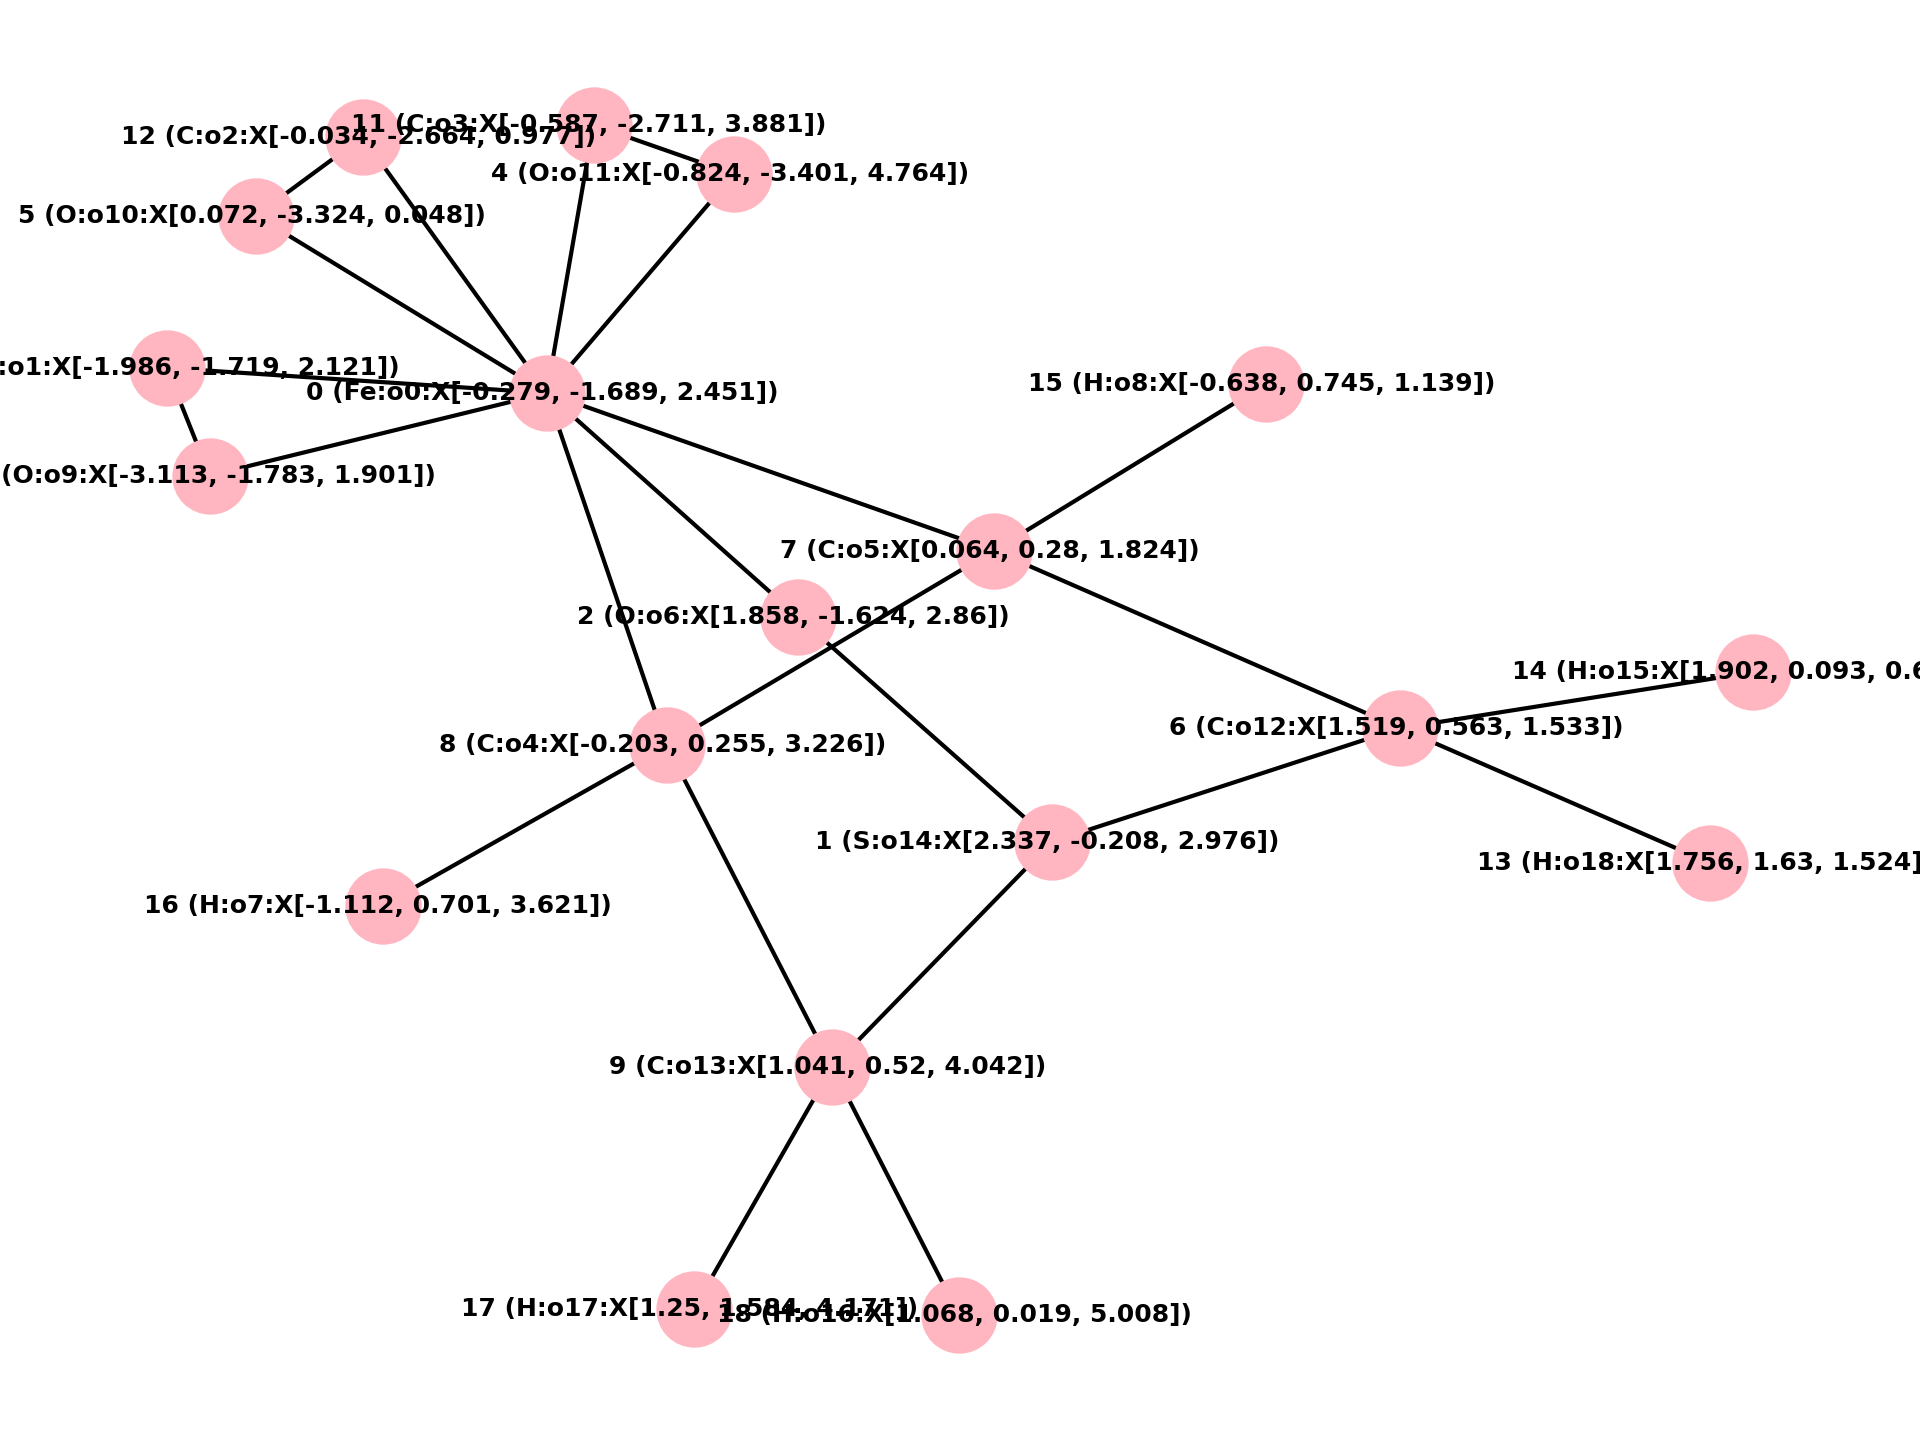 11 (C:o3:X[-0.587, -2.711, 3.881])
12 (C:o2:X[-0.034, -2.664, 0.977])
4 (O:o11:X[-0.824, -3.401, 4.764])
5 (O:o10:X[0.072, -3.324, 0.048])
:o1:X[-1.986, -1.719, 2.121])
15 (H:o8:X[-0.638, 0.745, 1.139])
0 (Fe:o0:X[-0.279, -1.689, 2.451])
(O:o9:X[-3.113, -1.783, 1.901])
7 (C:o5:X[0.064, 0.28, 1.824])
2 (O:o6:X[1.858, -1.624, 2.86])
14 (H:o15:X[1.902, 0.093, 0.6
6 (C:o12:X[1.519, 0.563, 1.533])
8 (C:o4:X[-0.203, 0.255, 3.226])
1 (S:o14:X[2.337, -0.208, 2.976])
13 (H:o18:X[1.756, 1.63, 1.524]
16 (H:o7:X[-1.112, 0.701, 3.621])
9 (C:o13:X[1.041, 0.52, 4.042])
17 (H:o17:X[1.25, 1.584, 4.171])
18 (H:o16:X[1.068, 0.019, 5.008])